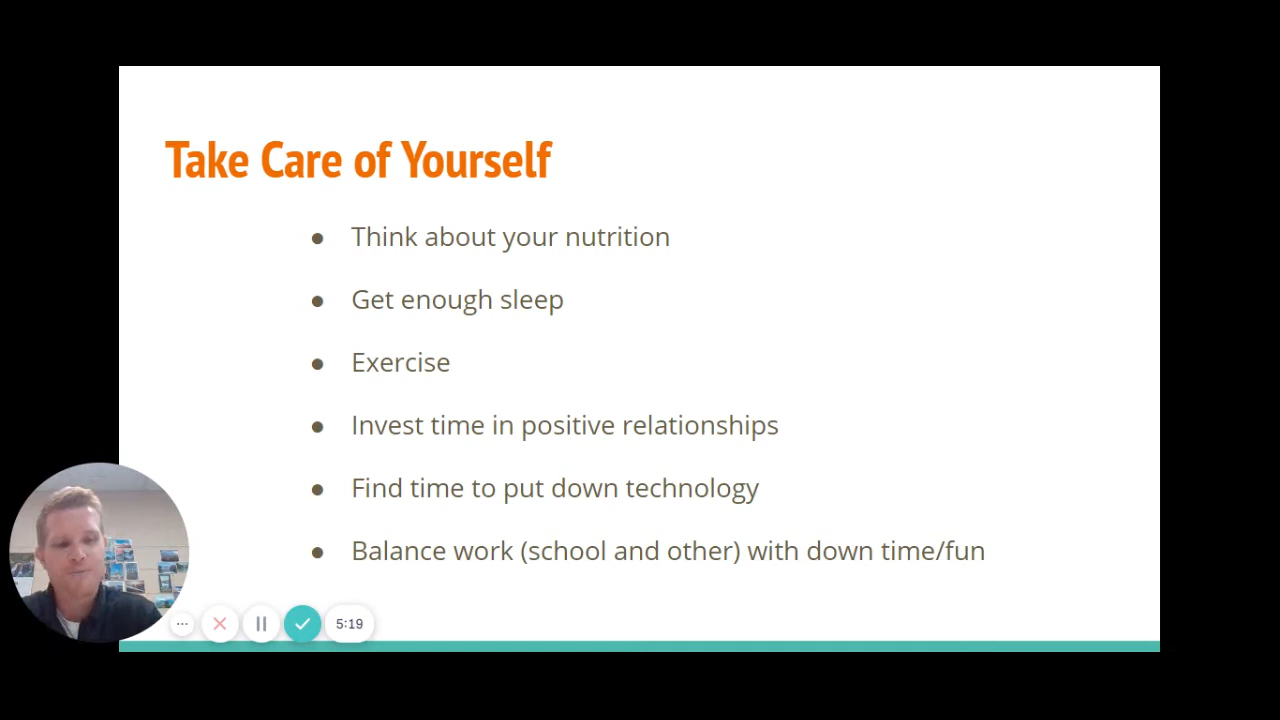 Take Care of Yourself
● Think about your nutrition
● Get enough sleep
● Exercise
● Invest time in positive relationships
● Find time to put down technology
● Balance work (school and other) with down time/fun
5:19